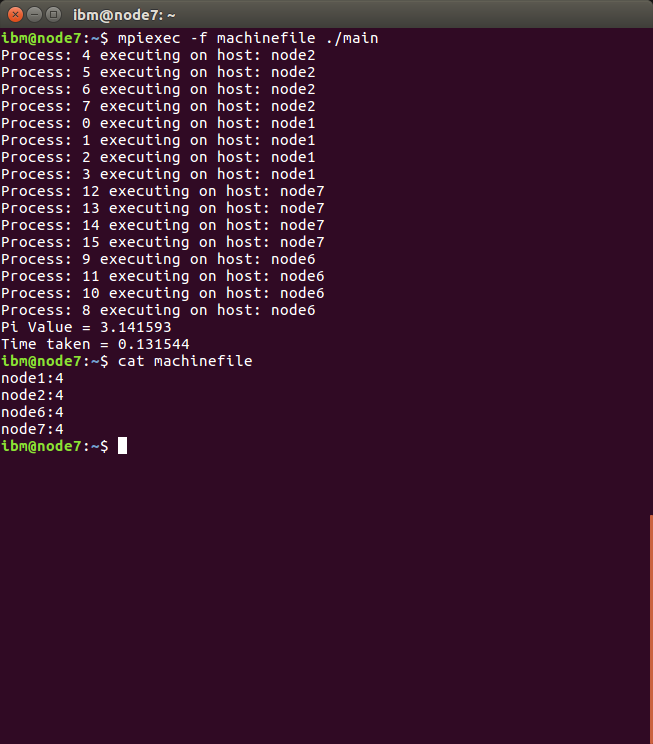 ibm@node7: ~
ibm@node7:~$ mpiexec -f machinefile ./main
Process: 4 executing on host: node2
Process: 5 executing on host: node2
Process: 6 executing on host: node2
Process: 7 executing on host: node2
Process: 0 executing on host: node1
Process: 1 executing on host: node1
Process: 2 executing on host: node1
Process: 3 executing on host: node1
Process: 12 executing on host: node7
Process: 13 executing on host: node7
Process: 14 executing on host: node7
Process: 15 executing on host: node7
Process: 9 executing on host: node6
Process: 11 executing on host: node6
Process: 10 executing on host: node6
Process: 8 executing on host: node6
Pi Value = 3.141593
Time taken = 0.131544
ibm@node7:~$ cat machinefile
node1:4
node2:4
node6:4
node7:4
ibm@node7:~$